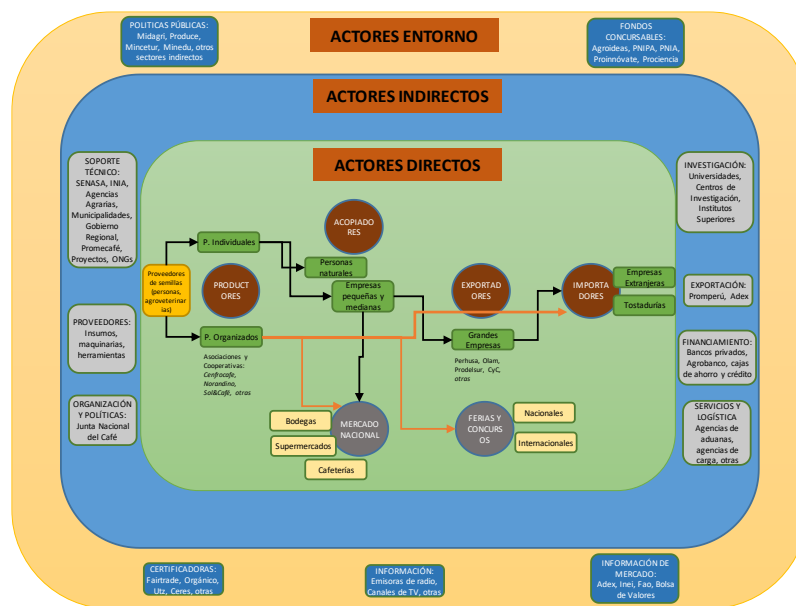 POLITICAS PÚBLICAS:
Midagri, Produce,
Mincetur, Minedu, otros
sectores indirectos
ACTORES ENTORNO
FONDOS
CONCURSABLES:
Agroideas, PNIPA, PNIA,
Proinnóvate, Prociencia
ACTORES INDIRECTOS
ACTORES DIRECTOS
SOPORTE
TÉCNICO:
SENASA, INIA,
Agencias
Agrarias,
Municipalidades,
Gobierno
Regional,
Promecafé,
Proyectos, ONGs
PROVEEDORES:
Insumos,
maquinarias,
herramientas
ORGANIZACIÓN
Y POLÍTICAS:
Junta Nacional
del Café
Proveedores
de semillas
(personas,
agroveterinar
ias)
P. Individuales
PRODUCT
ORES
P. Organizados
Asociaciones y
Cooperativas:
Cenfrocafe,
Norandino,
Sol&Café, otras
ACOPIADO
RES
Personas
naturales
Empresas
pequeñas y
medianas
EXPORTAD
ORES
Grandes
Empresas
Perhusa, Olam,
Prodelsur, CyC,
otras
IMPORTA
DORES
Empresas
Extranjeras
Tostadurías
Bodegas
Supermercados
Cafeterías
MERCADO
NACIONAL
FERIAS Y
CONCUR
SOS
Nacionales
Internacionales
INVESTIGACIÓN:
Universidades,
Centros de
Investigación,
Institutos
Superiores
EXPORTACIÓN:
Promperú, Adex
FINANCIAMIENTO:
Bancos privados,
Agrobanco, cajas
de ahorro y crédito
SERVICIOS Y
LOGÍSTICA
Agencias de
aduanas,
agencias de
carga, otras
CERTIFICADORAS:
Fairtrade, Orgánico,
Utz, Ceres, otras
INFORMACIÓN:
Emisoras de radio,
Canales de TV, otras
INFORMACIÓN DE
MERCADO:
Adex, Inei, Fao, Bolsa
de Valores